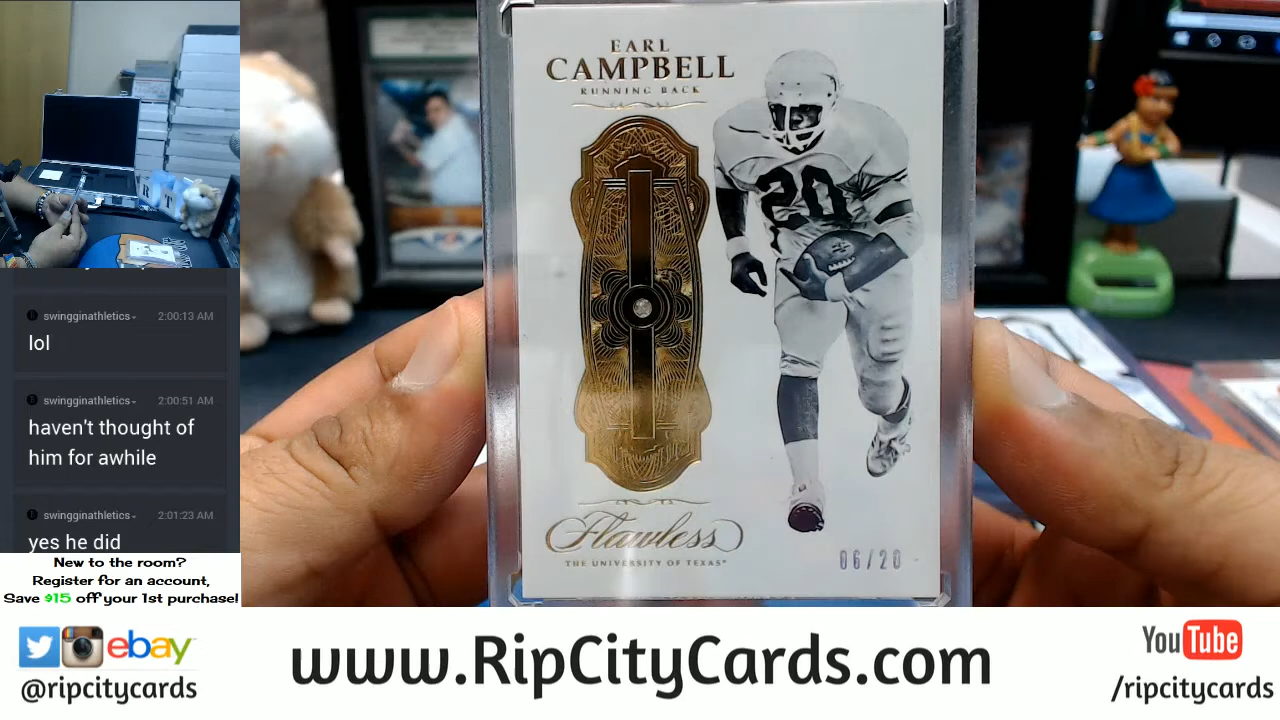 EARL
CAMPBELL
RUNNING BACK
20
Flawless
THE UNIVERSITY OF TEXAS®
06/20
swingginathletics
2:00:13 AM
lol
swingginathletics
2:00:51 AM
haven't thought of
him for awhile
swingginathletics
2:01:23 AM
yes he did
New to the room?
Register for an account,
Save $15 off your 1st purchase!
ebay
@ripcitycards
www.RipCityCards.com
YouTube
/ripcitycards